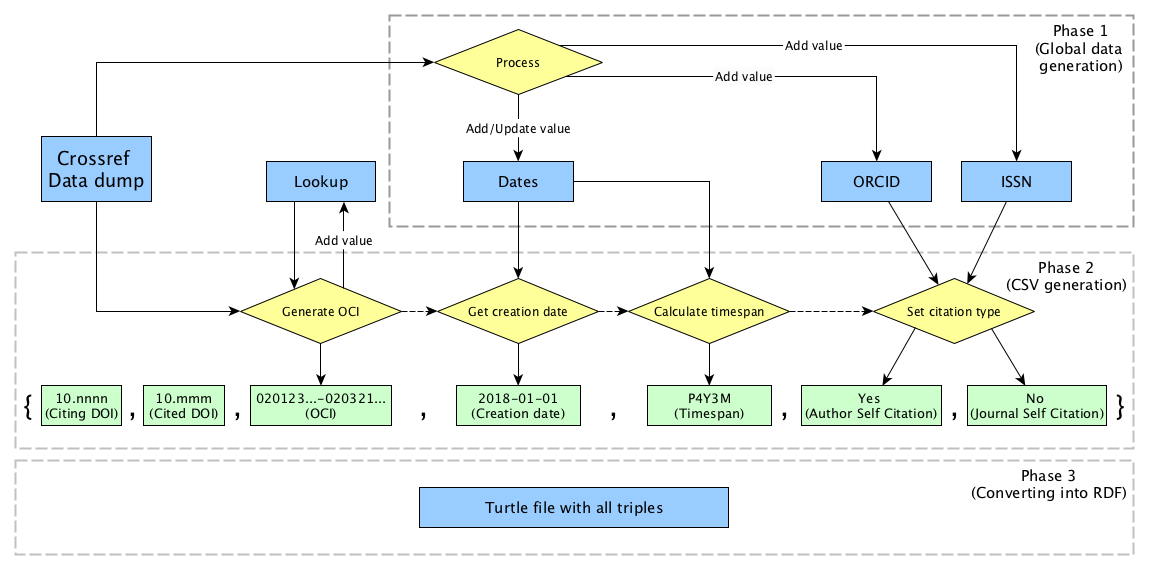 Phase 1
(Global data
generation)
Process
Add value
Add value
Add/Update value
Crossref
Data dump
Lookup
Dates
ORCID
ISSN
Add value
Phase 2
(CSV generation)
Generate OCI
Get creation date
Calculate timespan
Set citation type
{
10.nnnn
(Citing DOI)
,
10.mmm
(Cited DOI)
,
020123...-020321...
(OCI)
,
2018-01-01
(Creation date)
,
P4Y3M
(Timespan)
,
Yes
(Author Self Citation)
,
No
(Journal Self Citation)
}
Phase 3
(Converting into RDF)
Turtle file with all triples